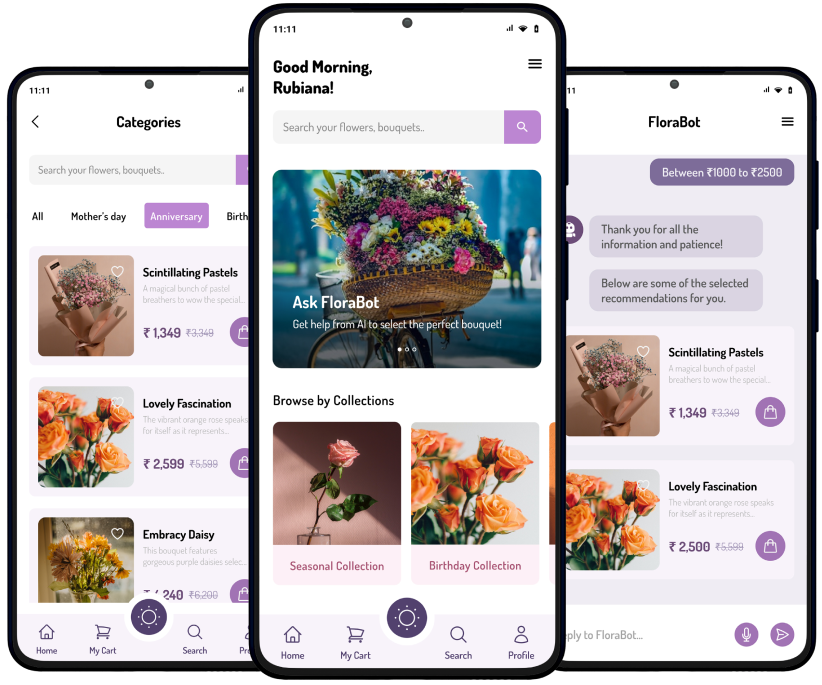 11:11
Categories
Search your flowers, bouquets..
All
Mother's day
Anniversary
Birth
Scintillating Pastels
A magical bunch of pastel
breathers to wow the special...
₹ 1,349 ₹3,349
Lovely Fascination
The vibrant orange rose speaks
for itself as it represents...
₹ 2,599 ₹5,599
Embracy Daisy
This bouquet features
gorgeous purple daisies selec...
240 ₹6,200
Home
My Cart
Search
11:11
Good Morning,
Rubiana!
Search your flowers, bouquets..
Ask FloraBot
Get help from AI to select the perfect bouquet!
Browse by Collections
Seasonal Collection
Birthday Collection
Home
My Cart
Search
Profile
11
FloraBot
Between ₹1000 to ₹2500
Thank you for all the
information and patience!
Below are some of the selected
recommendations for you.
Scintillating Pastels
A magical bunch of pastel
breathers to wow the special...
₹ 1,349 ₹3,349
Lovely Fascination
The vibrant orange rose speaks
for itself as it represents...
₹ 2,500 ₹5,599
eply to FloraBot...